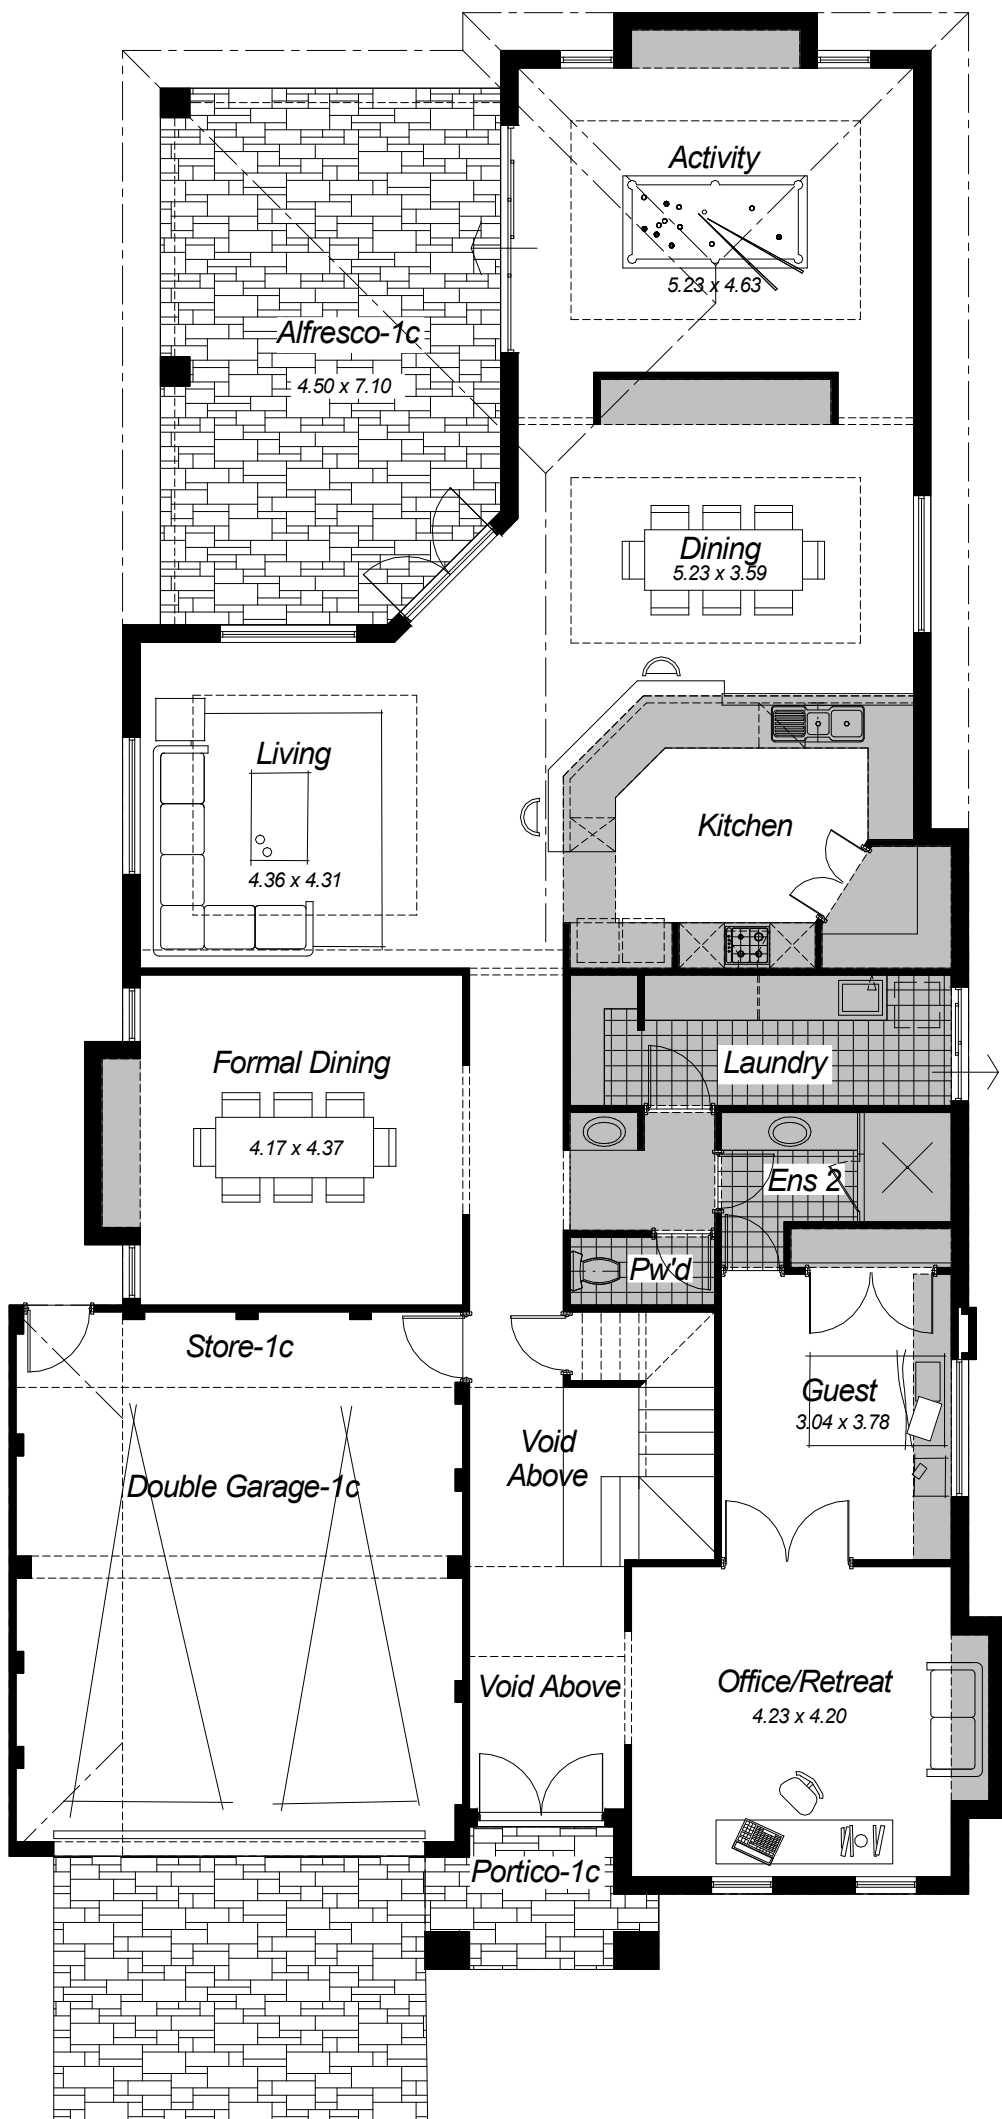 Activity
5.23 x 4.63
Alfresco-1c
4.50 x 7.10
Dining
5.23 x 3.59
Living
4.36 x 4.31
Kitchen
Formal Dining
4.17 x 4.37
Laundry
Ens 2
Pw'd
Store-1c
Guest
3.04 x 3.78
Void
Above
Double Garage-1c
Void Above
Office/Retreat
4.23 x 4.20
Portico-1c